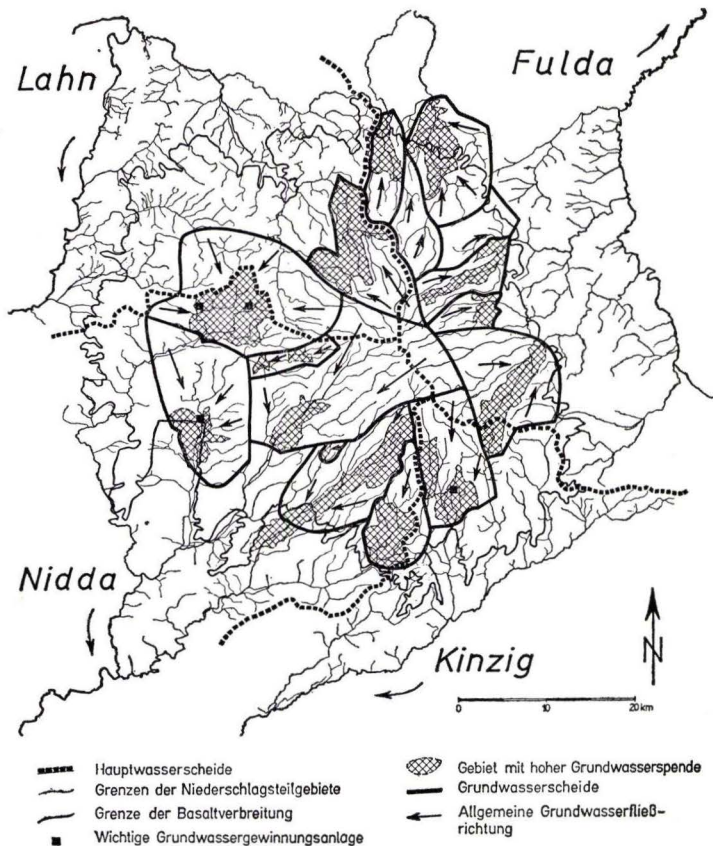 Lahn
Fulda
Nidda
Kinzig
N
0 10 20 km
Hauptwasserscheide
Grenzen der Niederschlagsteilgebiete
Grenze der Basaltverbreitung
Wichtige Grundwassergewinnungsanlage
Gebiet mit hoher Grundwasserspende
Grundwasserscheide
Allgemeine Grundwasserfließ-
richtung